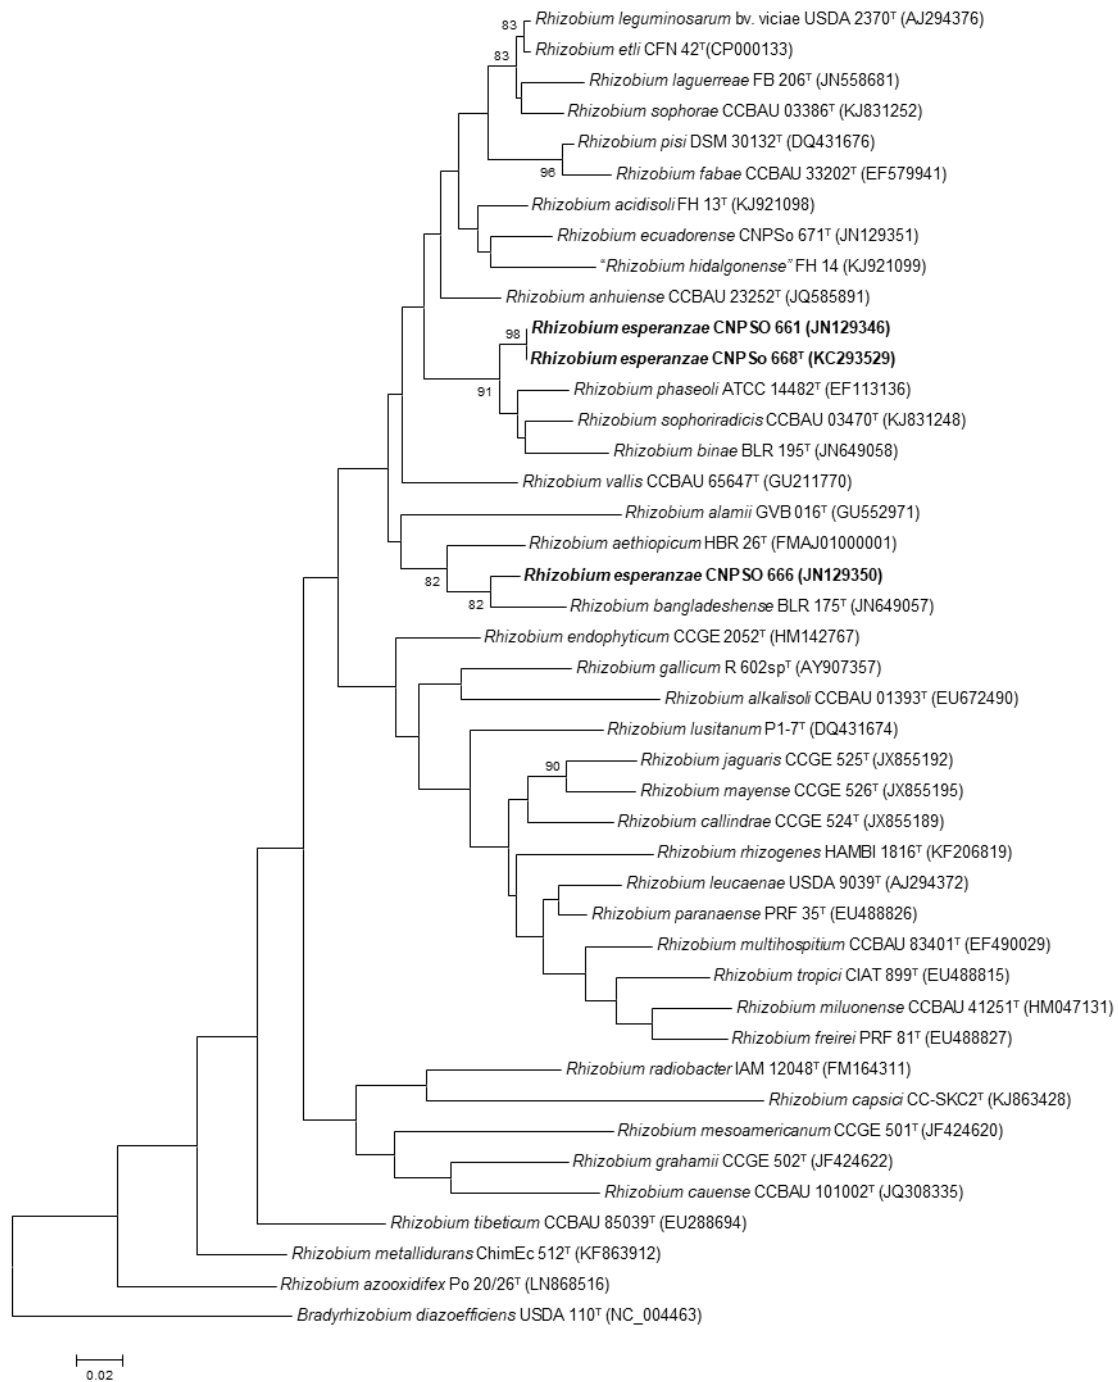 83
Rhizobium leguminosarum bv. viciae USDA 2370ᵀ (AJ294376)
Rhizobium etli CFN 42ᵀ(CP000133)
83
Rhizobium laguerreae FB 206ᵀ (JN558681)
Rhizobium sophorae CCBAU 03386ᵀ (KJ831252)
Rhizobium pisi DSM 30132ᵀ (DQ431676)
96
Rhizobium fabae CCBAU 33202ᵀ (EF579941)
Rhizobium acidisoli FH 13ᵀ (KJ921098)
Rhizobium ecuadorense CNPSo 671ᵀ (JN129351)
“Rhizobium hidalgonense” FH 14 (KJ921099)
Rhizobium anhuiense CCBAU 23252ᵀ (JQ585891)
98
Rhizobium esperanzae CNPSO 661 (JN129346)
Rhizobium esperanzae CNPSo 668ᵀ (KC293529)
91
Rhizobium phaseoli ATCC 14482ᵀ (EF113136)
Rhizobium sophoriradicis CCBAU 03470ᵀ (KJ831248)
Rhizobium binae BLR 195ᵀ (JN649058)
Rhizobium vallis CCBAU 65647ᵀ (GU211770)
Rhizobium alamii GVB 016ᵀ (GU552971)
Rhizobium aethiopicum HBR 26ᵀ (FMAJ01000001)
82
Rhizobium esperanzae CNPSO 666 (JN129350)
82
Rhizobium bangladeshense BLR 175ᵀ (JN649057)
Rhizobium endophyticum CCGE 2052ᵀ (HM142767)
Rhizobium gallicum R 602spᵀ (AY907357)
Rhizobium alkalisoli CCBAU 01393ᵀ (EU672490)
Rhizobium lusitanum P1-7ᵀ (DQ431674)
90
Rhizobium jaguaris CCGE 525ᵀ (JX855192)
Rhizobium mayense CCGE 526ᵀ (JX855195)
Rhizobium callindrae CCGE 524ᵀ (JX855189)
Rhizobium rhizogenes HAMBI 1816ᵀ (KF206819)
Rhizobium leucaenae USDA 9039ᵀ (AJ294372)
Rhizobium paranaense PRF 35ᵀ (EU488826)
Rhizobium multihospitium CCBAU 83401ᵀ (EF490029)
Rhizobium tropici CIAT 899ᵀ (EU488815)
Rhizobium miluonense CCBAU 41251ᵀ (HM047131)
Rhizobium freirei PRF 81ᵀ (EU488827)
Rhizobium radiobacter IAM 12048ᵀ (FM164311)
Rhizobium capsici CC-SKC2ᵀ (KJ863428)
Rhizobium mesoamericanum CCGE 501ᵀ (JF424620)
Rhizobium grahamii CCGE 502ᵀ (JF424622)
Rhizobium cauense CCBAU 101002ᵀ (JQ308335)
Rhizobium tibeticum CCBAU 85039ᵀ (EU288694)
Rhizobium metallidurans ChimEc 512ᵀ (KF863912)
Rhizobium azooxidifex Po 20/26ᵀ (LN868516)
Bradyrhizobium diazoefficiens USDA 110ᵀ (NC_004463)
0.02